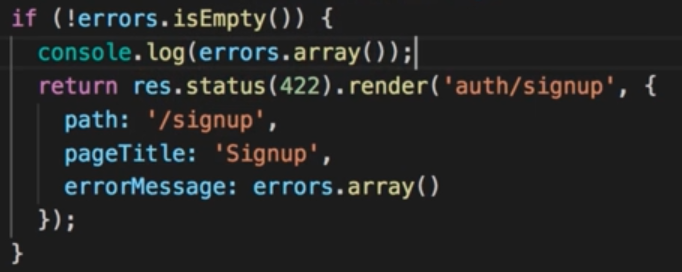 if (!errors.isEmpty()) {
console.log(errors.array());
return res.status(422).render('auth/signup', {
path: '/signup',
pageTitle: 'Signup',
errorMessage: errors.array()
});
}